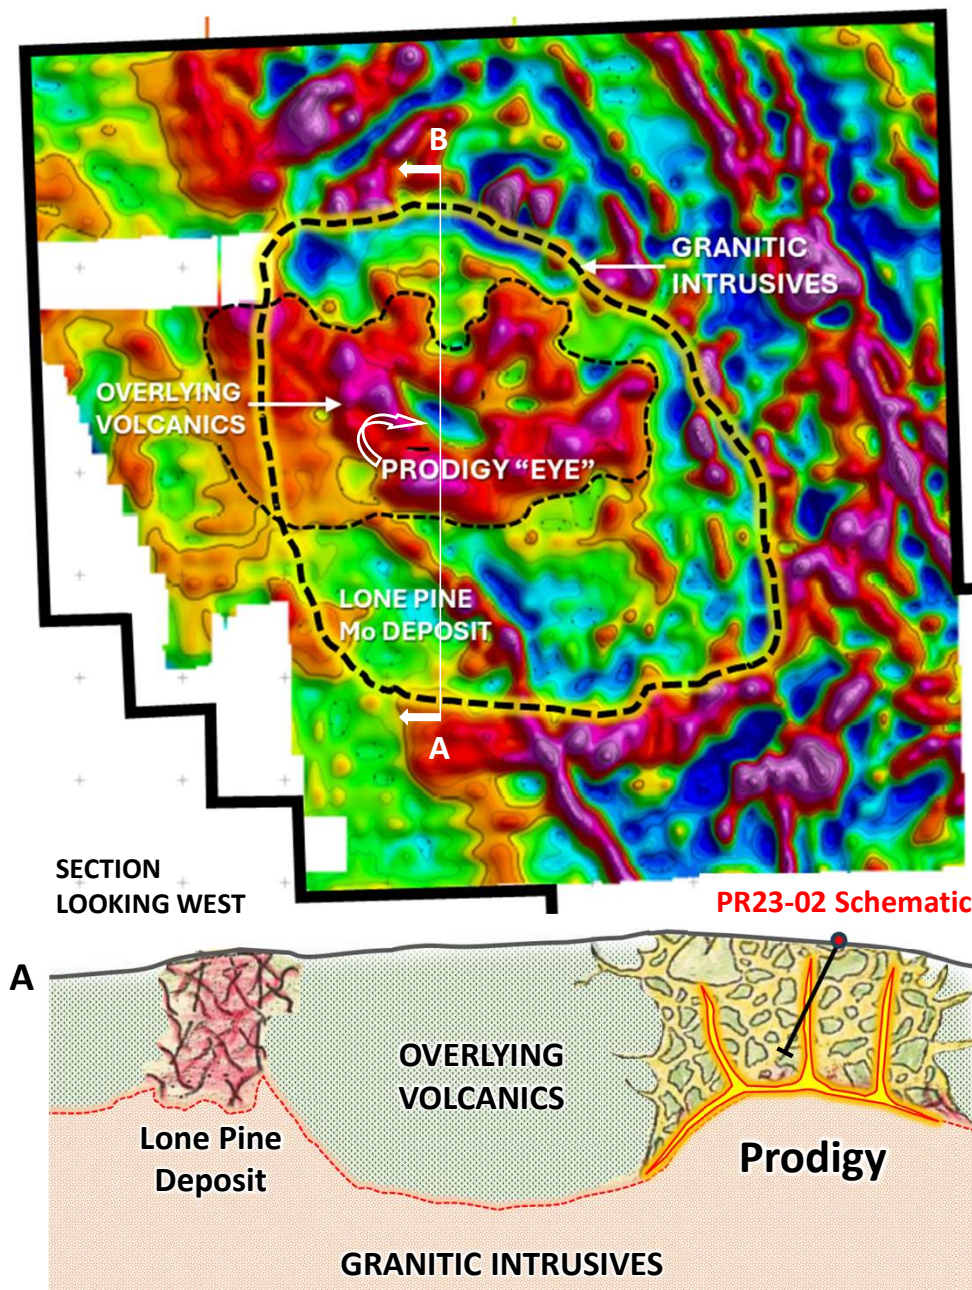 B
GRANITIC
INTRUSIVES
OVERLYING
VOLCANICS
PRODIGY “EYE”
LONE PINE
Mo DEPOSIT
A
SECTION
LOOKING WEST
PR23-02 Schematic
A
OVERLYING
VOLCANICS
Lone Pine
Deposit
Prodigy
GRANITIC INTRUSIVES